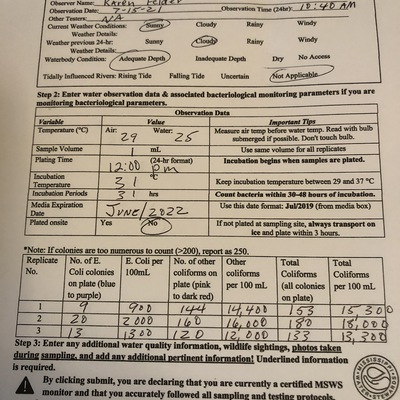 Observer Name: Karen Felder
Observation Date: 7-15-21 Observation Time (24hr): 10:40 AM
Other Testers: N/A
Current Weather Conditions: Sunny Cloudy Rainy Windy
Weather Details:
Weather previous 24-hr: Sunny Cloudy Rainy Windy
Weather Details:
Waterbody Condition: Adequate Depth Inadequate Depth Dry No Access
Tidally Influenced Rivers: Rising Tide Falling Tide Uncertain Not Applicable
Step 2: Enter water observation data & associated bacteriological monitoring parameters if you are
monitoring bacteriological parameters.
Observation Data
Variable Value Important Tips
Temperature (°C) Air: 29 Water: 25 Measure air temp before water temp. Read with bulb
submerged if possible. Don't touch bulb.
Sample Volume 1 mL Use same volume for all replicates
Plating Time 12:00 pm (24-hr format) Incubation begins when samples are plated.
Incubation
Temperature 31 °C Keep incubation temperature between 29 and 37 °C
Incubation Periods 31 hrs Count bacteria within 30-48 hours of incubation.
Media Expiration
Date June/2022 Use this date format: Jul/2019 (from media box)
Plated onsite Yes No If not plated at sampling site, always transport on
ice and plate within 3 hours.
*Note: If colonies are too numerous to count (>200), report as 250.
Replicate No. No. of E. Coli colonies on plate (blue to purple) E. Coli per 100mL No. of other coliforms on plate (pink to dark red) Other coliforms per 100 mL Total Coliforms (all colonies on plate) Total Coliforms per 100 mL
1 9 900 144 14,400 153 15,300
2 20 2000 160 16,000 180 18,000
3 13 1300 120 12,000 133 13,300
Step 3: Enter any additional water quality information, wildlife sightings, photos taken
during sampling, and add any additional pertinent information! Underlined information
is required.
By clicking submit, you are declaring that you are currently a certified MSWS
monitor and that you accurately followed all sampling and testing protocols.